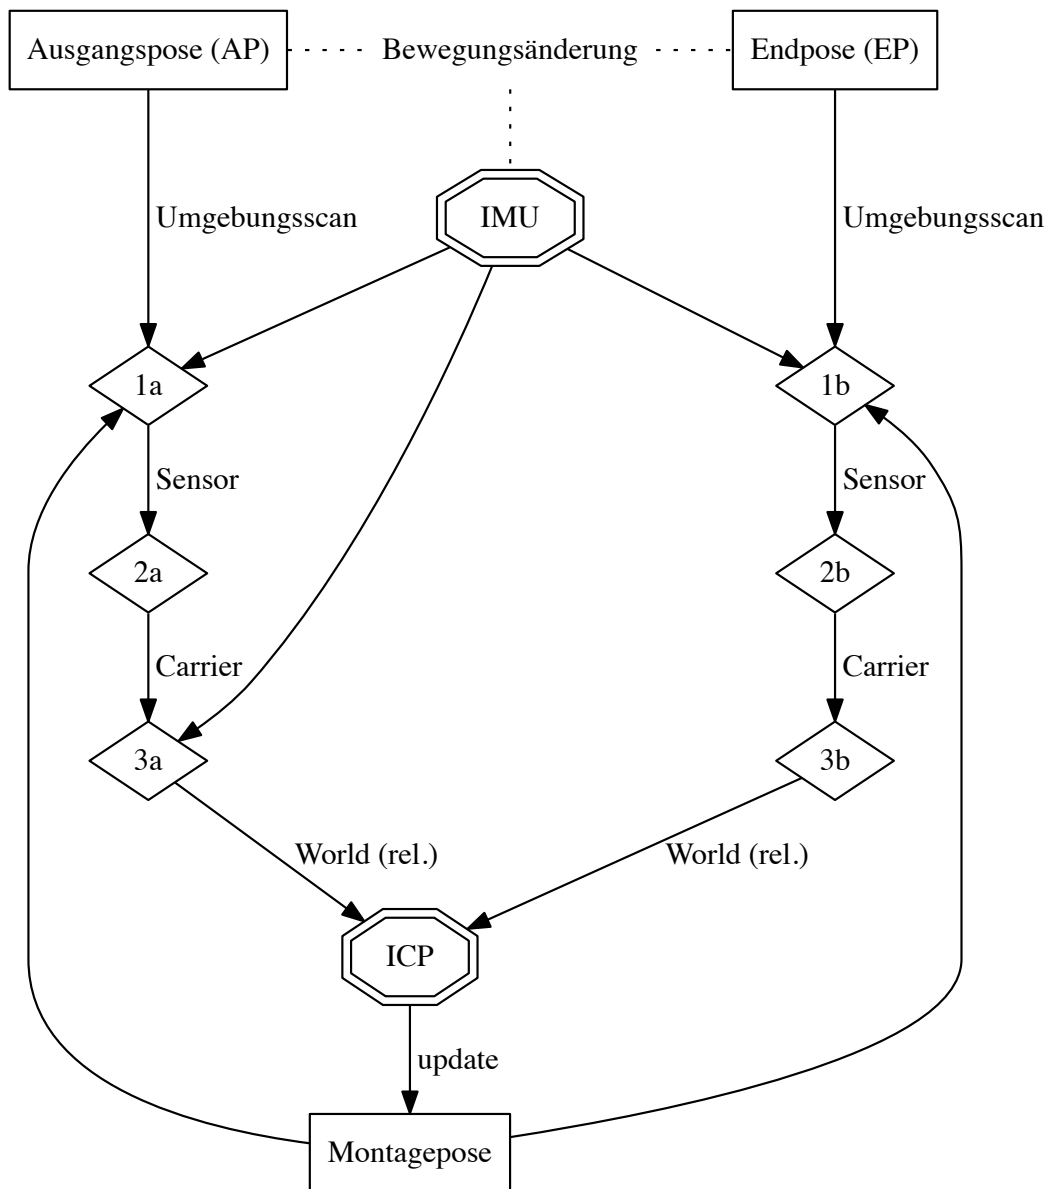 Ausgangspose (AP)
Bewegungsänderung
Endpose (EP)
Umgebungsscan
IMU
Umgebungsscan
1a
1b
Sensor
Sensor
2a
2b
Carrier
Carrier
3a
3b
World (rel.)
World (rel.)
ICP
update
Montagepose